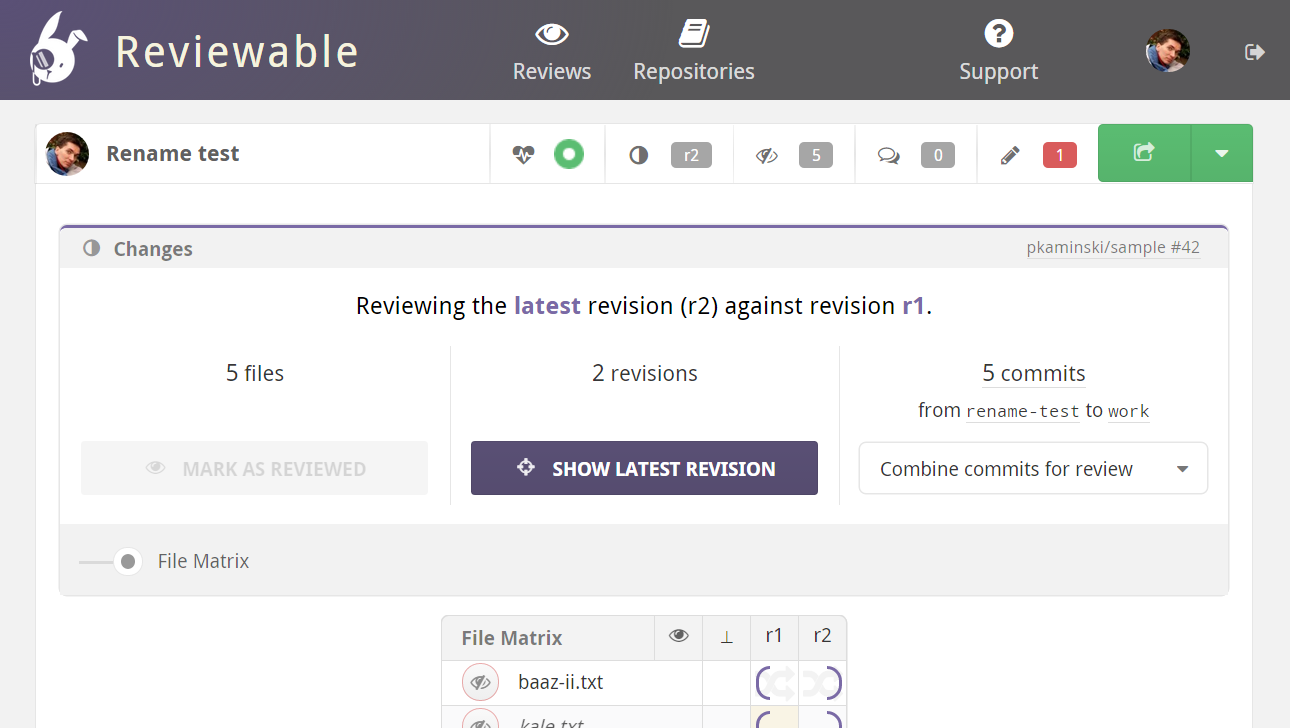 Reviewable
Reviews
Repositories
Support
Rename test
r2
5
0
1
Changes
pkaminski/sample #42
Reviewing the latest revision (r2) against revision r1.
5 files
2 revisions
5 commits
from rename-test to work
MARK AS REVIEWED
SHOW LATEST REVISION
Combine commits for review
File Matrix
File Matrix
⊥
r1
r2
baaz-ii.txt
kale.txt